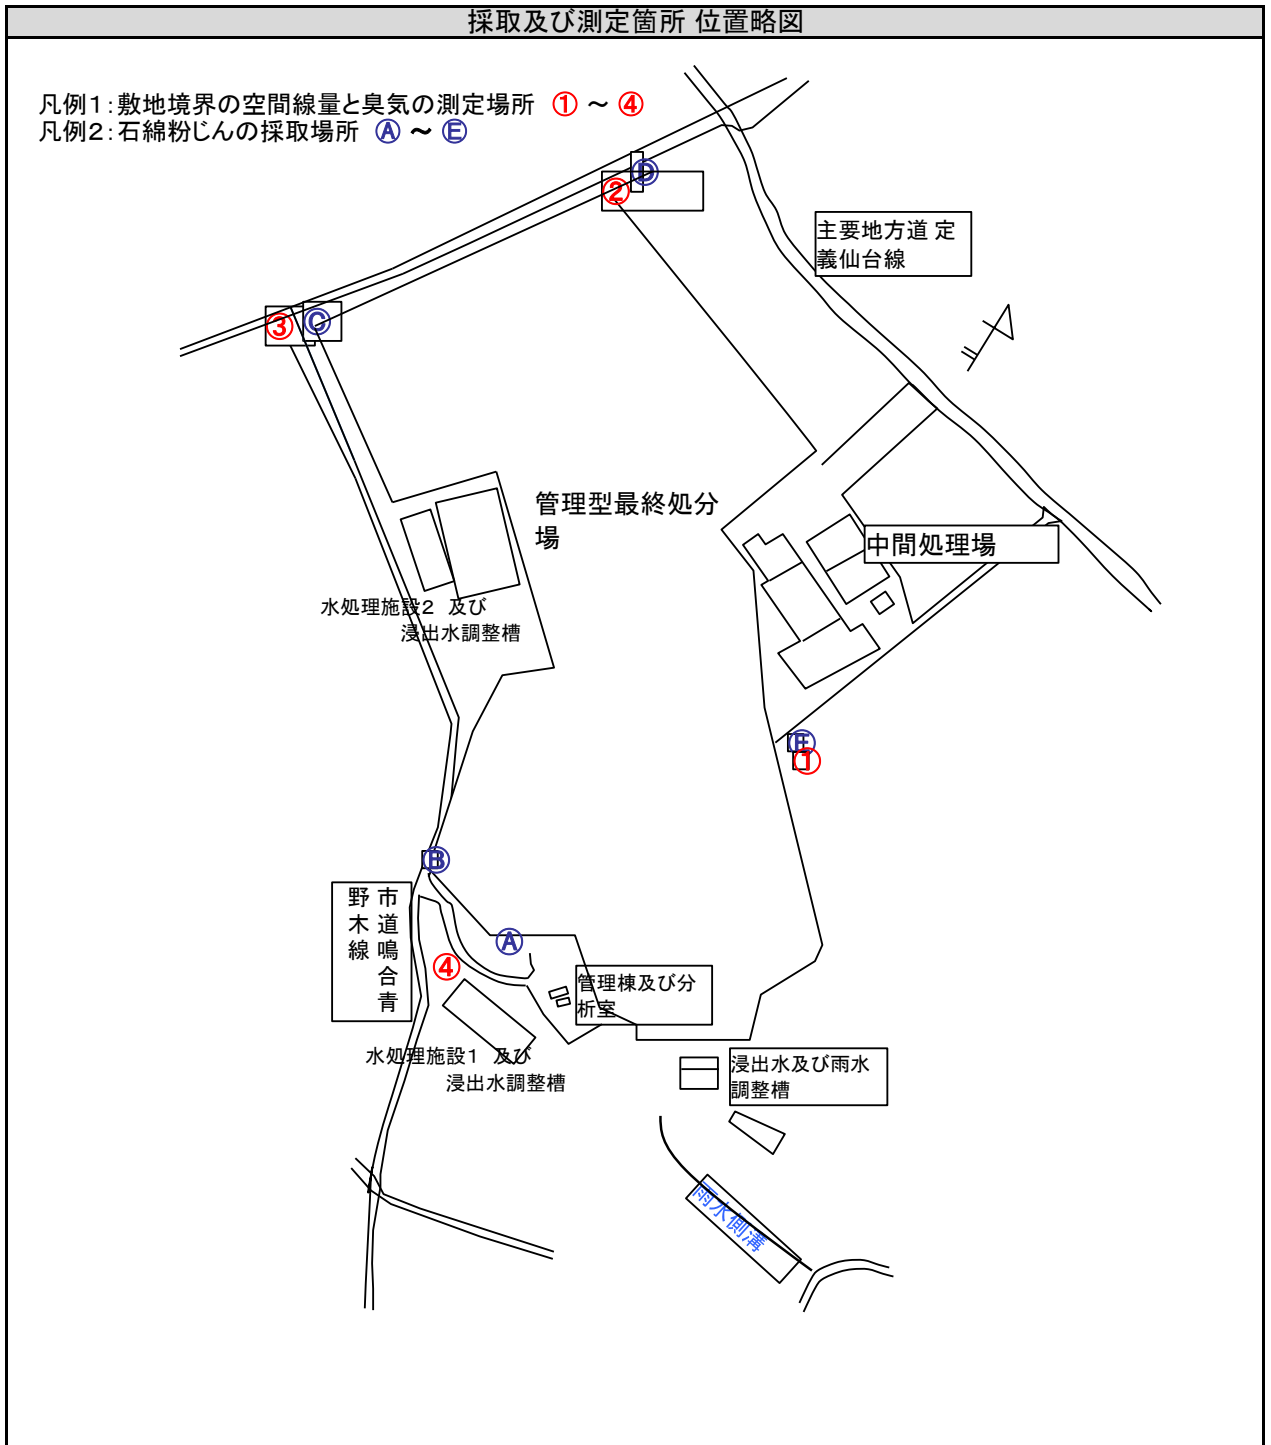 採取及び測定箇所 位置略図
凡例1:敷地境界の空間線量と臭気の測定場所 ① ～ ④
凡例2:石綿粉じんの採取場所 Ⓐ ～ Ⓔ
Ⓓ
②
主要地方道 定
義仙台線
③
Ⓒ
管理型最終処分
場
中間処理場
水処理施設2 及び
浸出水調整槽
Ⓔ
①
Ⓑ
市道鳴合青
野木線
Ⓐ
④
管理棟及び分
析室
水処理施設1 及び
浸出水調整槽
浸出水及び雨水
調整槽
雨水側溝